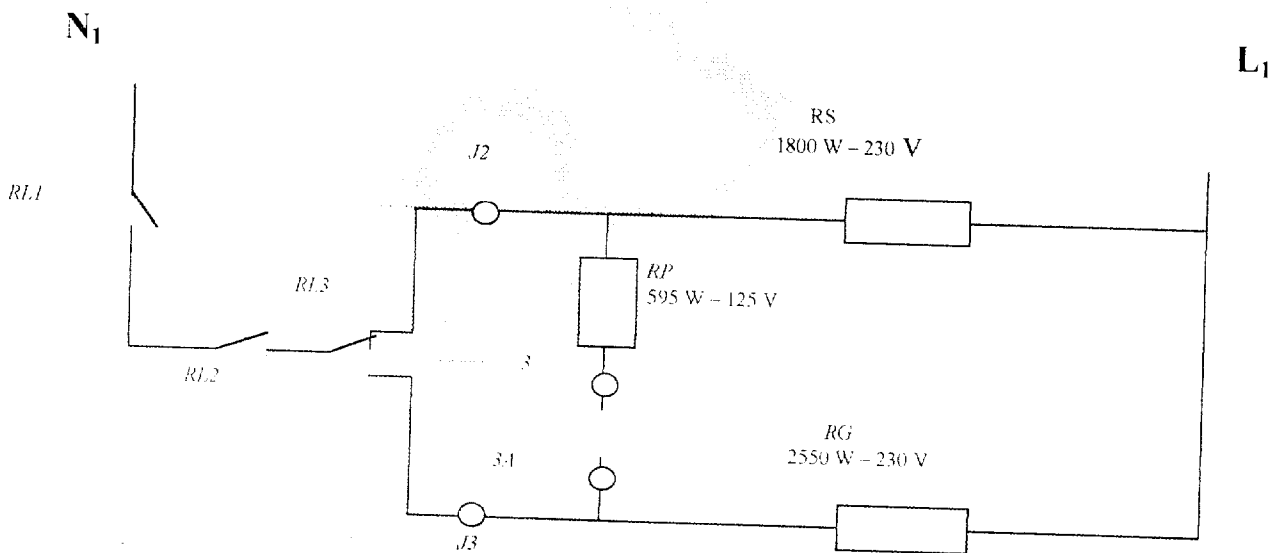 N₁
L₁
RS
1800 W – 230 V
J2
RL1
RP
595 W – 125 V
RL3
3
RL2
RG
2550 W – 230 V
3A
J3